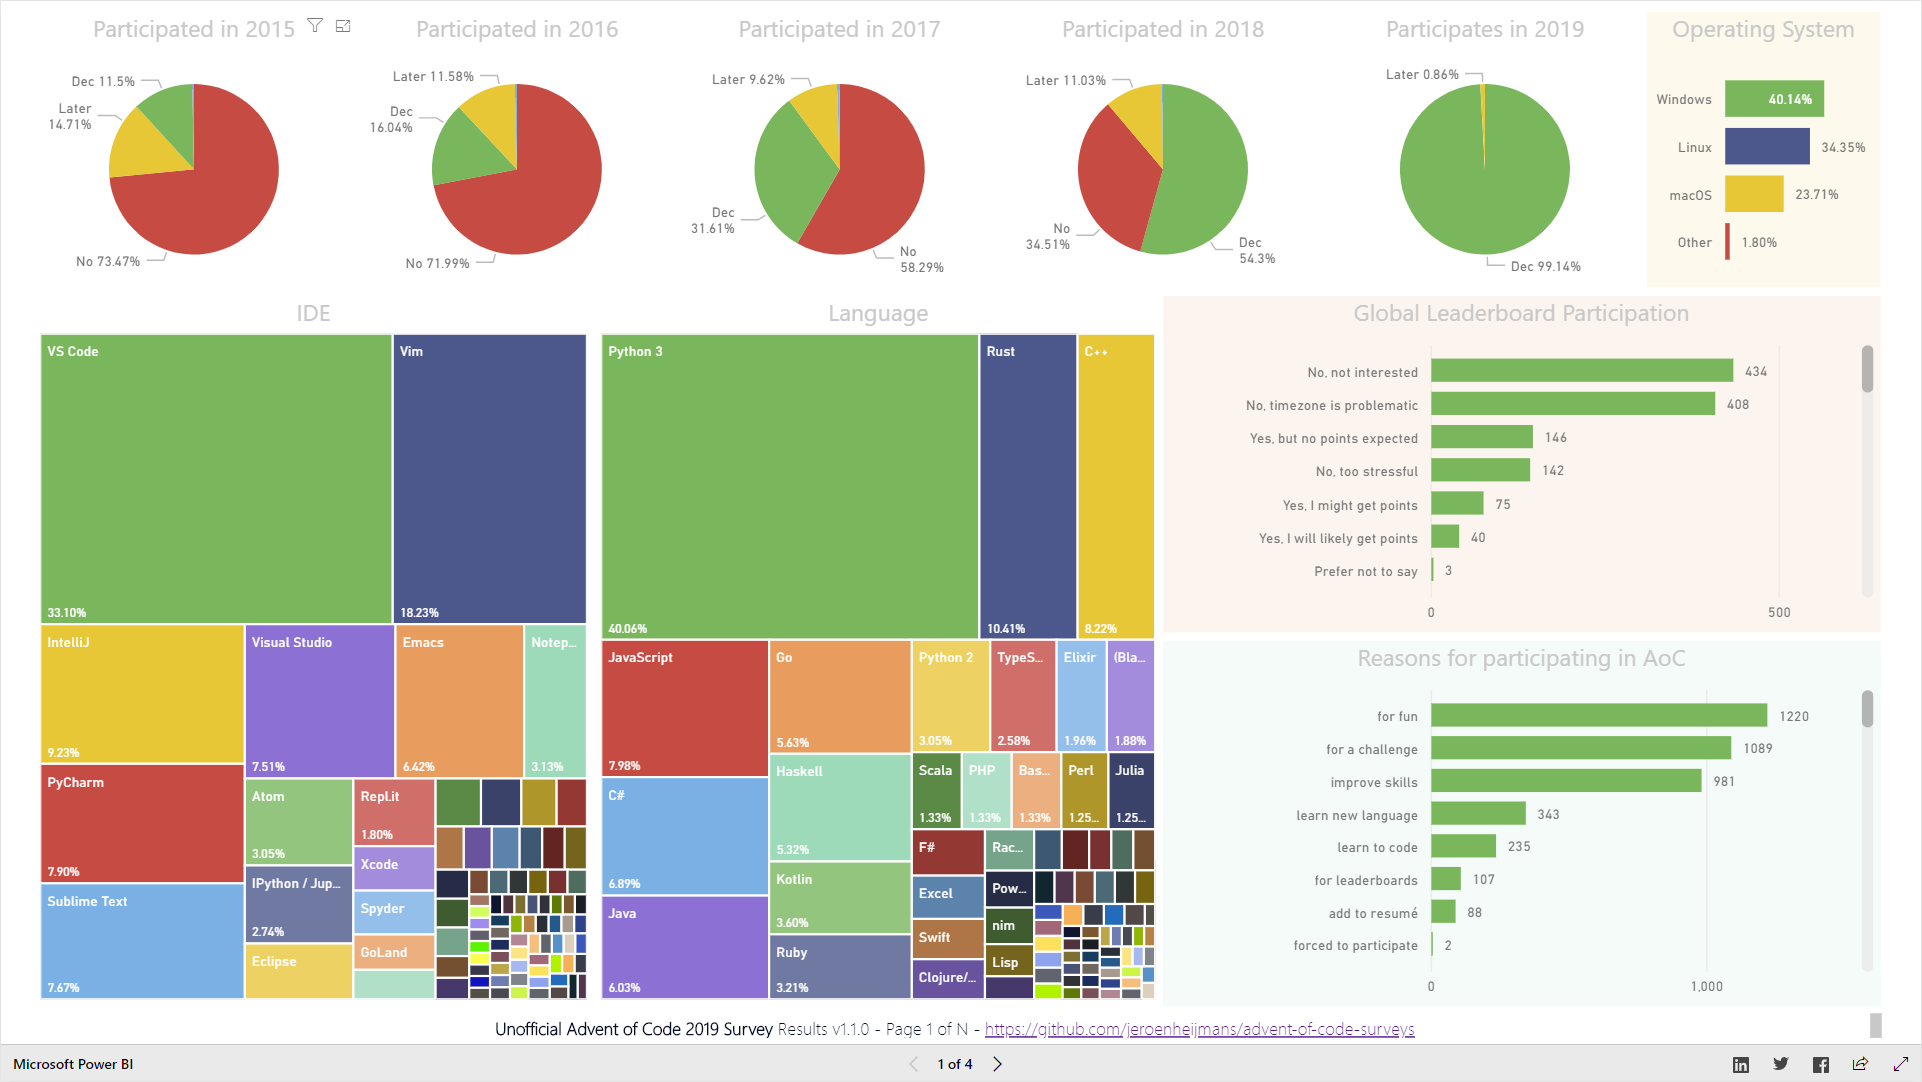 Participated in 2015
Dec 11.5%
Later
14.71%
No 73.47%
Participated in 2016
Later 11.58%
Dec
16.04%
No 71.99%
Participated in 2017
Later 9.62%
Dec
31.61%
No
58.29%
Participated in 2018
Later 11.03%
No
34.51%
Dec
54.3%
Participates in 2019
Later 0.86%
Dec 99.14%
Operating System
Windows 40.14%
Linux 34.35%
macOS 23.71%
Other 1.80%
IDE
VS Code
33.10%
Vim
18.23%
IntelliJ
9.23%
Visual Studio
7.51%
Emacs
6.42%
Notep...
3.13%
PyCharm
7.90%
Atom
3.05%
Repl.it
1.80%
Xcode
Sublime Text
7.67%
IPython / Jup...
2.74%
Spyder
Eclipse
GoLand
Language
Python 3
40.06%
Rust
10.41%
C++
8.22%
JavaScript
7.98%
Go
5.63%
Python 2
3.05%
TypeS...
2.58%
Elixir
1.96%
(Bla...
1.88%
C#
6.89%
Haskell
5.32%
Scala
1.33%
PHP
1.33%
Bas...
1.33%
Perl
1.25...
Julia
1.25...
Java
6.03%
Kotlin
3.60%
Ruby
3.21%
F#
Rac...
Excel
Pow...
Swift
nim
Clojure/...
Lisp
Global Leaderboard Participation
No, not interested 434
No, timezone is problematic 408
Yes, but no points expected 146
No, too stressful 142
Yes, I might get points 75
Yes, I will likely get points 40
Prefer not to say 3
0 500
Reasons for participating in AoC
for fun 1220
for a challenge 1089
improve skills 981
learn new language 343
learn to code 235
for leaderboards 107
add to resumé 88
forced to participate 2
0 1,000
Unofficial Advent of Code 2019 Survey Results v1.1.0 - Page 1 of N - https://github.com/jeroenheijmans/advent-of-code-surveys
Microsoft Power BI
1 of 4